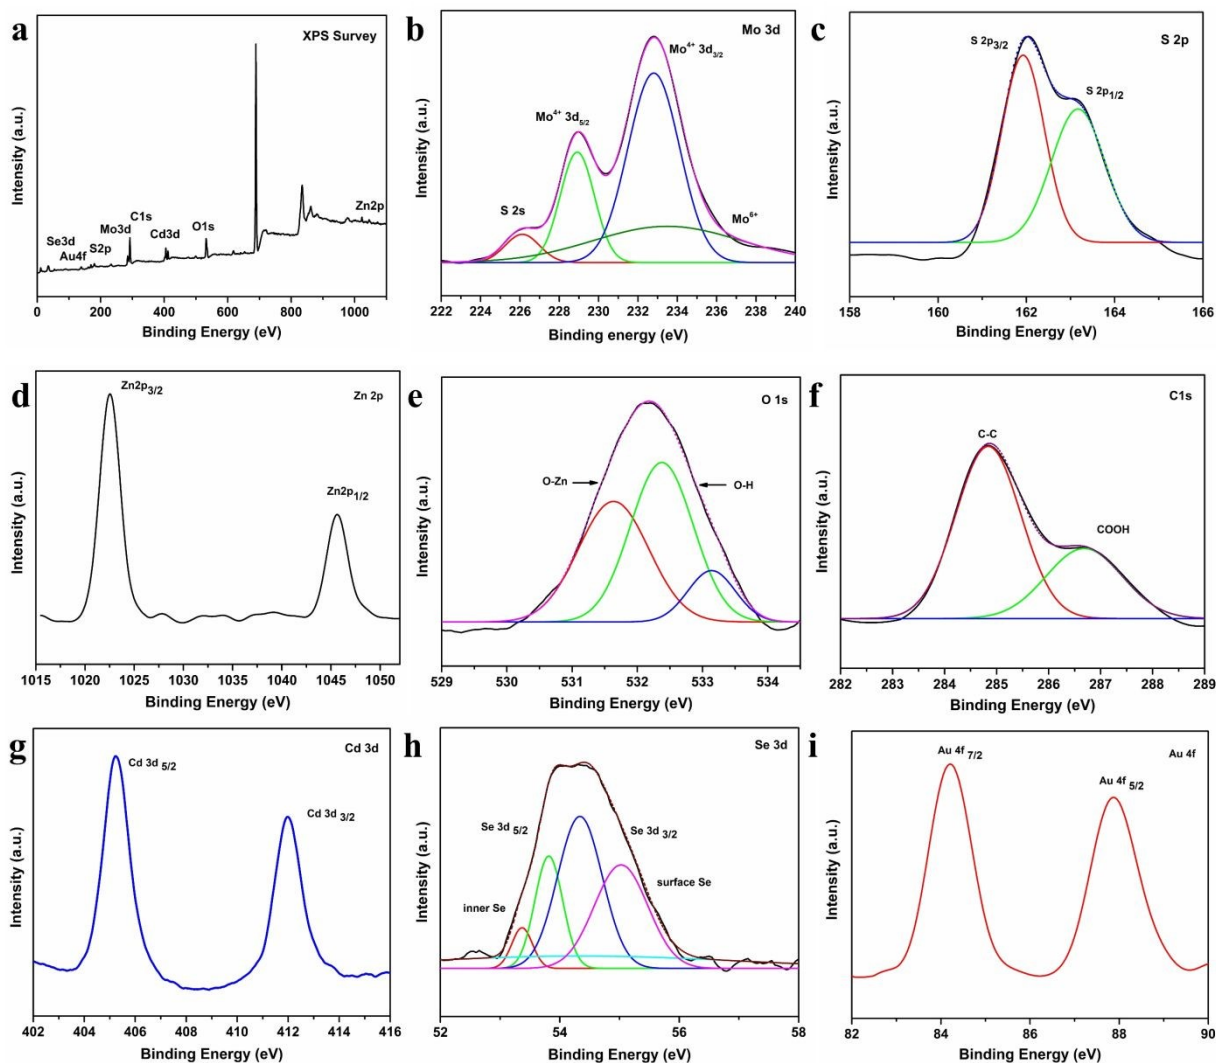 a
XPS Survey
Se3d
Au4f
S2p
Mo3d
C1s
Cd3d
O1s
Zn2p
Intensity (a.u.)
0 200 400 600 800 1000
Binding Energy (eV)
b
Mo 3d
Mo⁴⁺ 3d₃/₂
Mo⁴⁺ 3d₅/₂
S 2s
Mo⁶⁺
Intensity (a.u.)
222 224 226 228 230 232 234 236 238 240
Binding energy (eV)
c
S 2p
S 2p₃/₂
S 2p₁/₂
Intensity (a.u.)
158 160 162 164 166
Binding Energy (eV)
d
Zn 2p
Zn2p₃/₂
Zn2p₁/₂
Intensity (a.u.)
1015 1020 1025 1030 1035 1040 1045 1050
Binding Energy (eV)
e
O 1s
O-Zn
O-H
Intensity (a.u.)
529 530 531 532 533 534
Binding Energy (eV)
f
C1s
C-C
COOH
Intensity (a.u.)
282 283 284 285 286 287 288 289
Binding Energy (eV)
g
Cd 3d
Cd 3d ₅/₂
Cd 3d ₃/₂
Intensity (a.u.)
402 404 406 408 410 412 414 416
Binding Energy (eV)
h
Se 3d
Se 3d ₅/₂
Se 3d ₃/₂
inner Se
surface Se
Intensity (a.u.)
52 54 56 58
Binding Energy (eV)
i
Au 4f
Au 4f ₇/₂
Au 4f ₅/₂
Intensity (a.u.)
82 84 86 88 90
Binding Energy (eV)